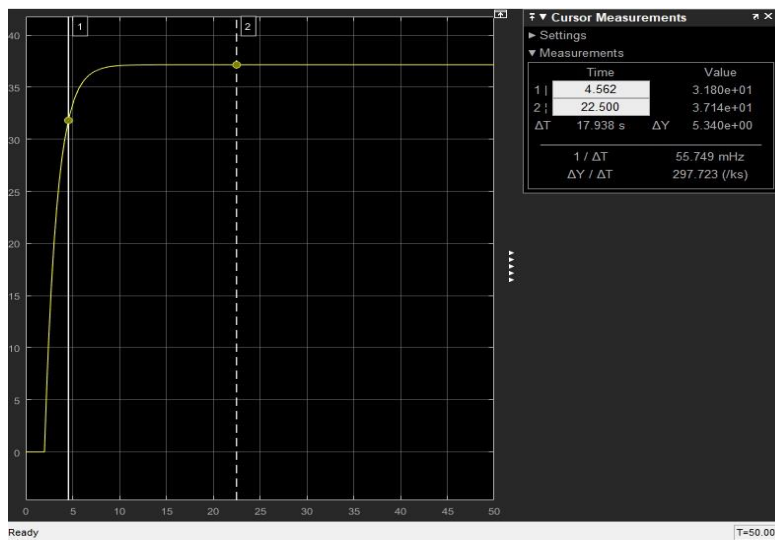 1
2
40
35
30
25
20
15
10
5
0
0 5 10 15 20 25 30 35 40 45 50
▼ Cursor Measurements
► Settings
▼ Measurements
Time Value
1 | 4.562 3.180e+01
2 ¦ 22.500 3.714e+01
ΔT 17.938 s ΔY 5.340e+00
1 / ΔT 55.749 mHz
ΔY / ΔT 297.723 (/ks)
Ready T=50.00